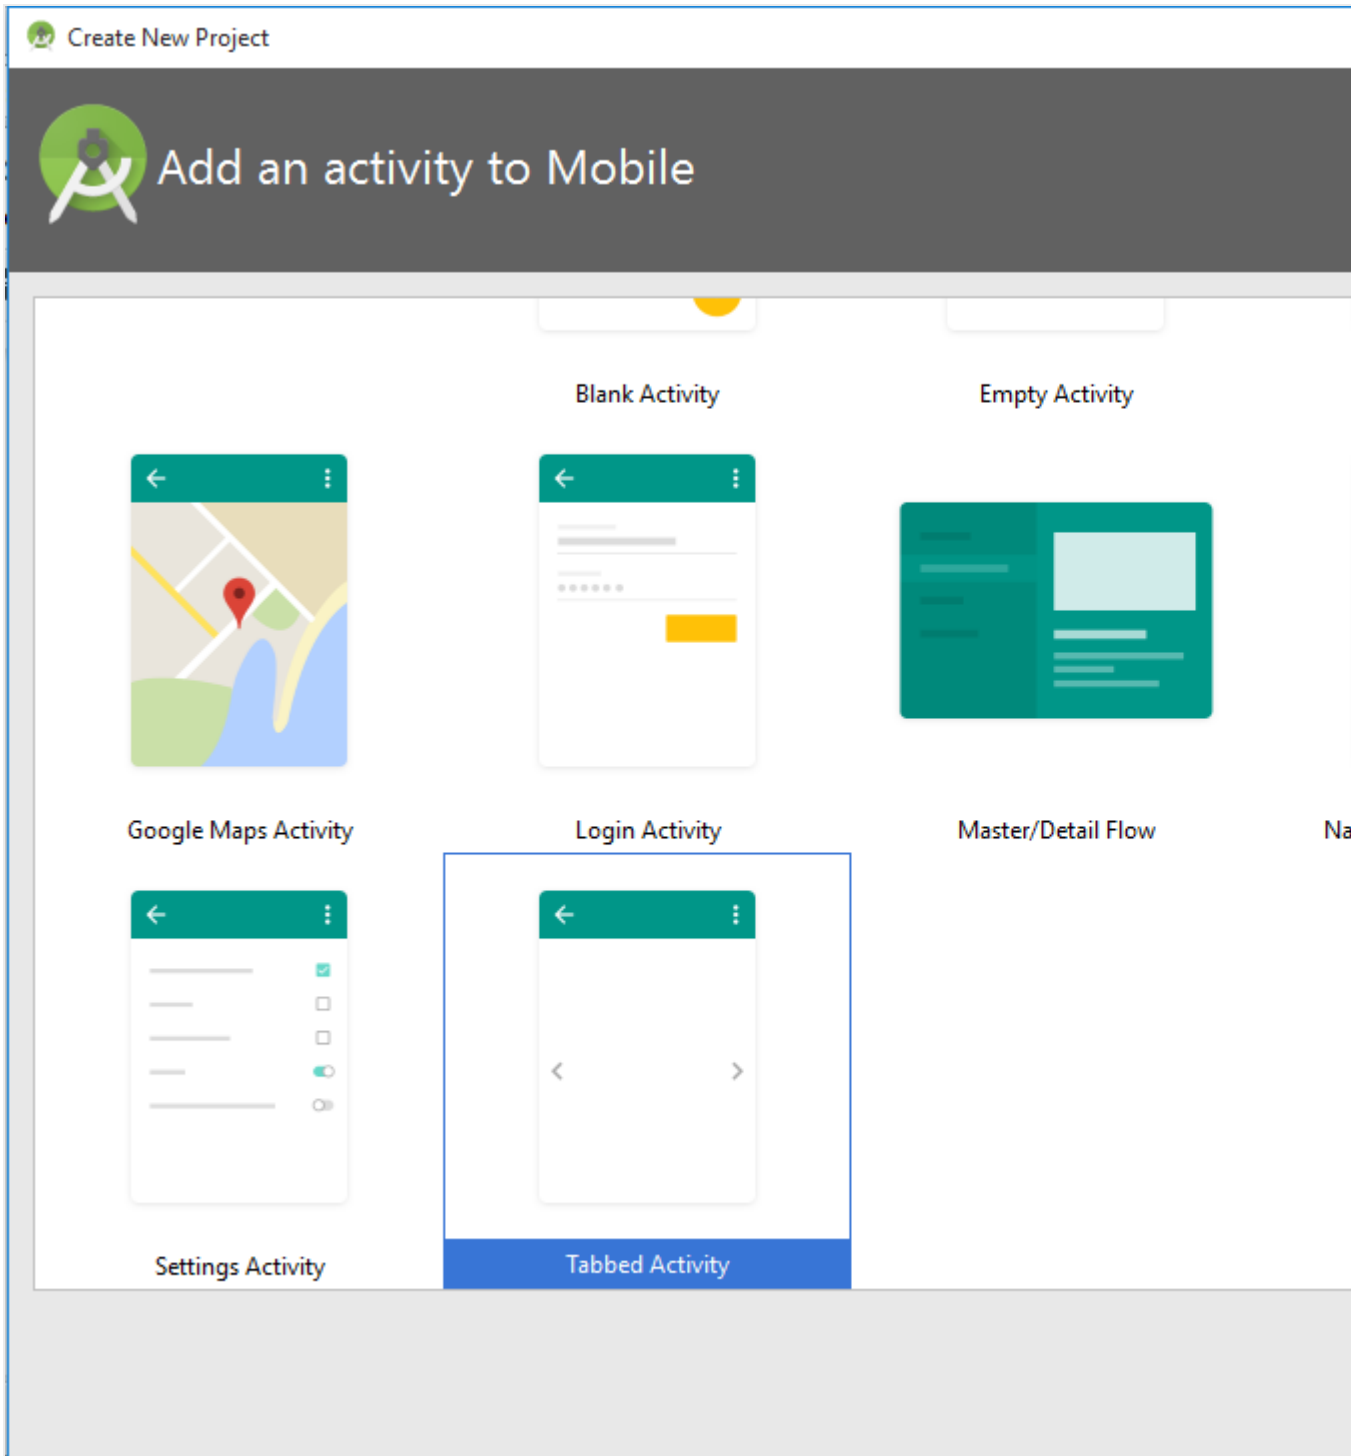 Create New Project
Add an activity to Mobile
Blank Activity
Empty Activity
Google Maps Activity
Login Activity
Master/Detail Flow
Na
Settings Activity
Tabbed Activity